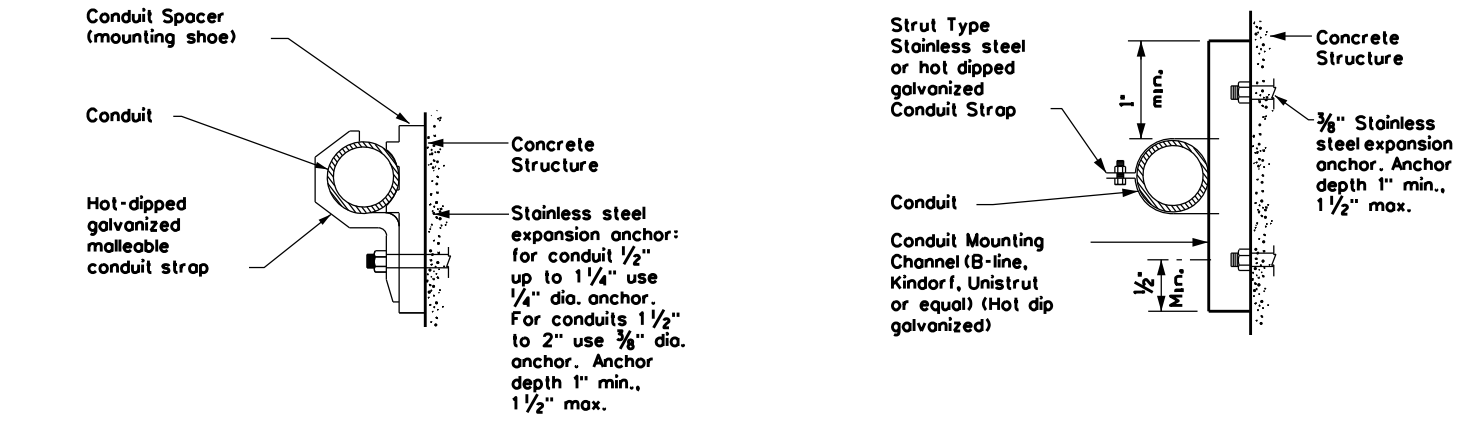 Conduit Spacer
(mounting shoe)
Conduit
Hot-dipped
galvanized
malleable
conduit strap
Concrete
Structure
Stainless steel
expansion anchor:
for conduit 1/2"
up to 1 1/4" use
1/4" dia. anchor.
For conduits 1 1/2"
to 2" use 3/8" dia.
anchor. Anchor
depth 1" min.,
1 1/2" max.
Strut Type
Stainless steel
or hot dipped
galvanized
Conduit Strap
Conduit
Conduit Mounting
Channel (B-line,
Kindorf, Unistrut
or equal) (Hot dip
galvanized)
1"
min.
1/2"
Min.
Concrete
Structure
3/8" Stainless
steel expansion
anchor. Anchor
depth 1" min.,
1 1/2" max.